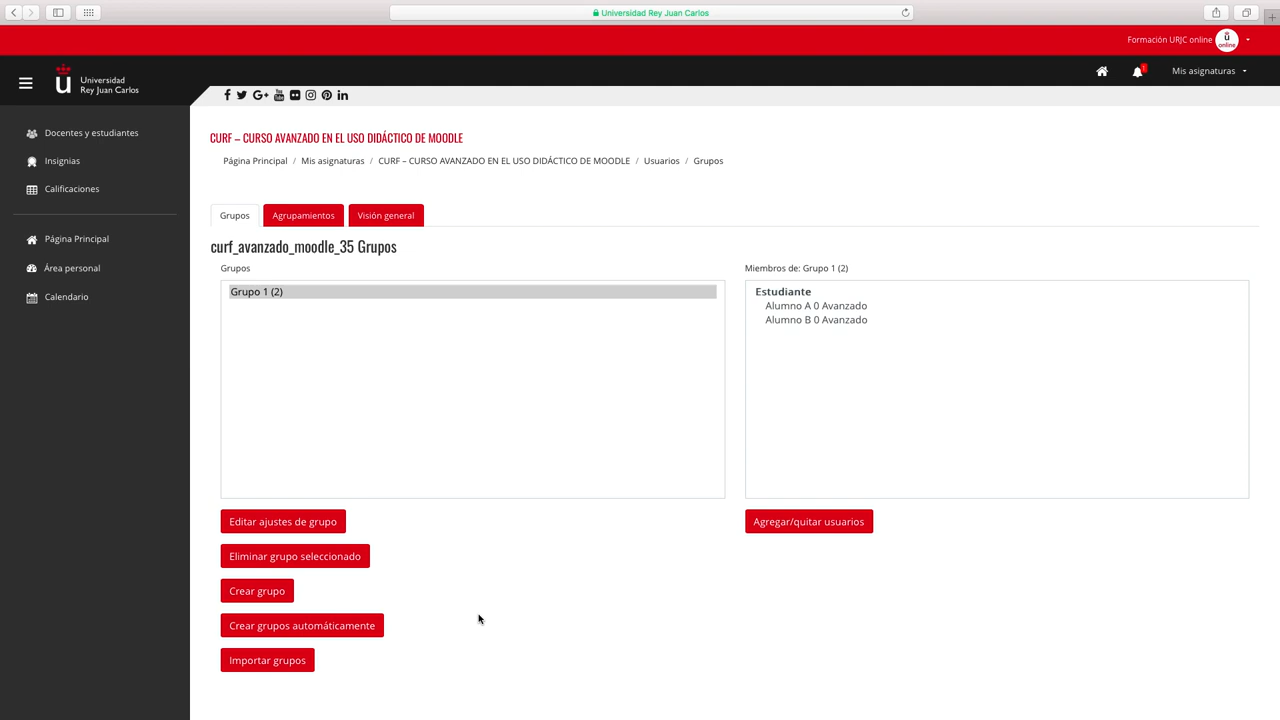 Universidad Rey Juan Carlos
Formación URJC online
ü online
Universidad
Rey Juan Carlos
1
Mis asignaturas
Docentes y estudiantes
Insignias
Calificaciones
Página Principal
Área personal
Calendario
CURF – CURSO AVANZADO EN EL USO DIDÁCTICO DE MOODLE
Página Principal / Mis asignaturas / CURF – CURSO AVANZADO EN EL USO DIDÁCTICO DE MOODLE / Usuarios / Grupos
Grupos
Agrupamientos
Visión general
curf_avanzado_moodle_35 Grupos
Grupos
Grupo 1 (2)
Editar ajustes de grupo
Eliminar grupo seleccionado
Crear grupo
Crear grupos automáticamente
Importar grupos
Miembros de: Grupo 1 (2)
Estudiante
Alumno A 0 Avanzado
Alumno B 0 Avanzado
Agregar/quitar usuarios